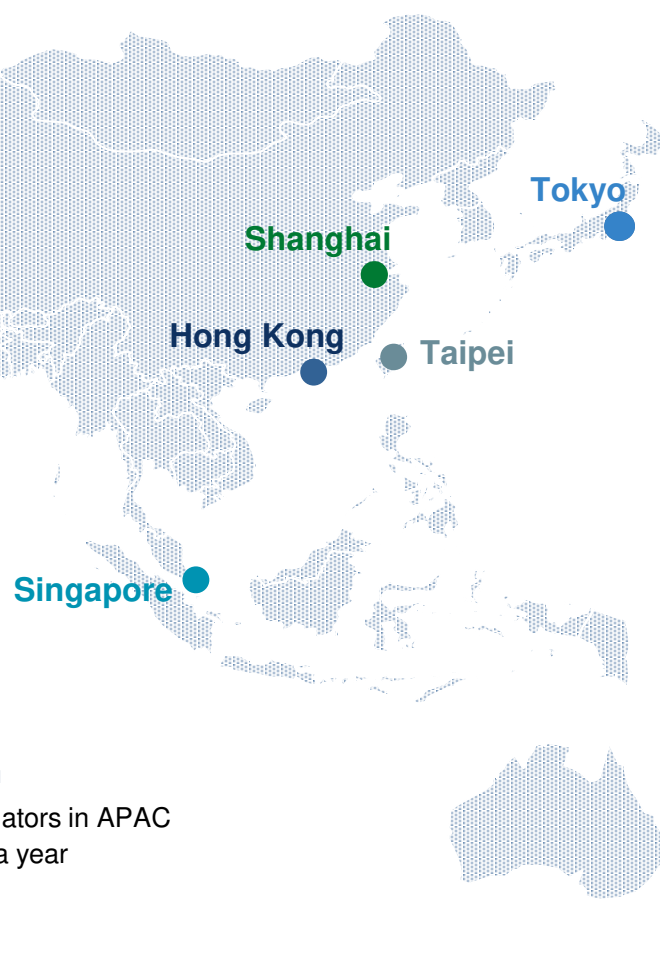 Tokyo
Shanghai
Hong Kong
Taipei
Singapore
ators in APAC
a year